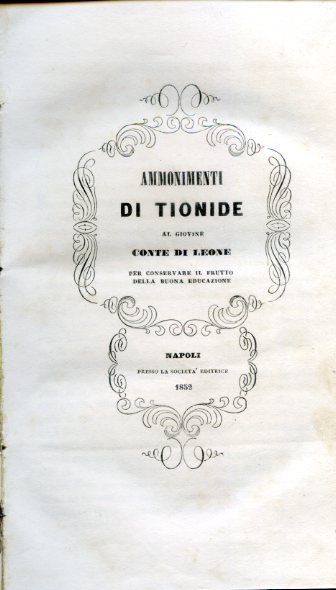 AMMONIMENTI
DI TIONIDE
AL GIOVINE
CONTE DI LEONE
PER CONSERVARE IL FRUTTO
DELLA BUONA EDUCAZIONE
NAPOLI
PRESSO LA SOCIETA' EDITRICE
1852